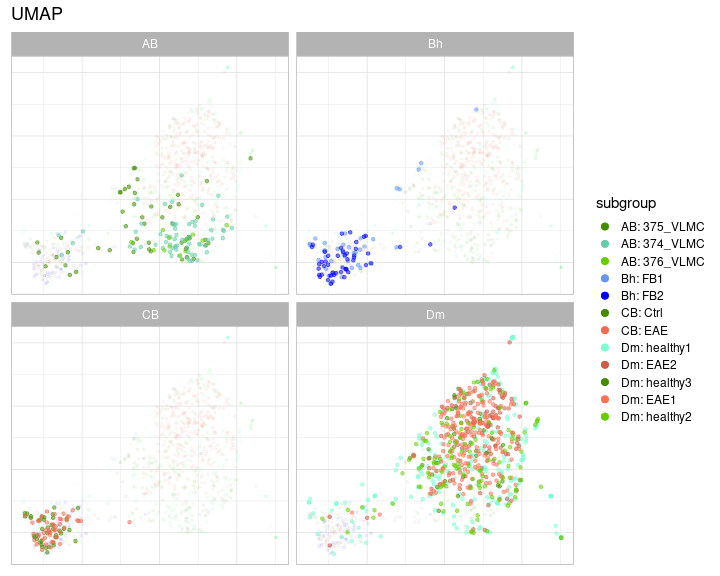 UMAP
AB
Bh
CB
Dm
subgroup
AB: 375_VLMC
AB: 374_VLMC
AB: 376_VLMC
Bh: FB1
Bh: FB2
CB: Ctrl
CB: EAE
Dm: healthy1
Dm: EAE2
Dm: healthy3
Dm: EAE1
Dm: healthy2